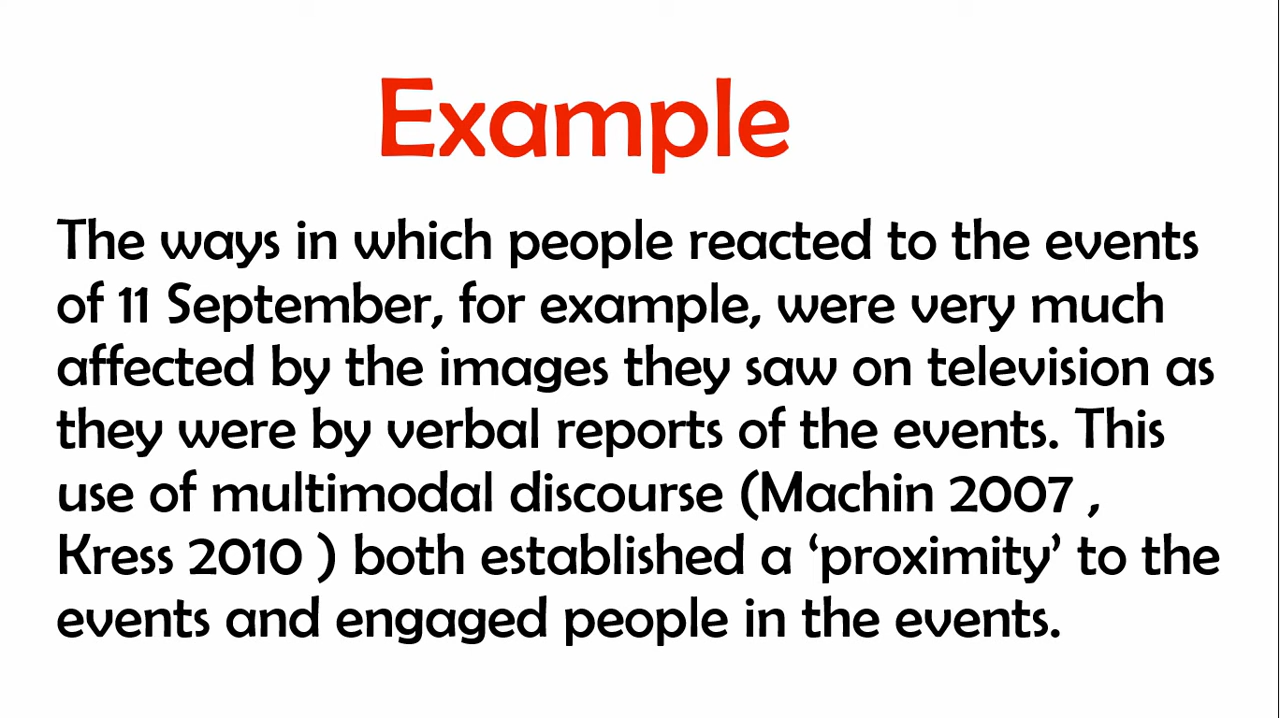 Example
The ways in which people reacted to the events
of 11 September, for example, were very much
affected by the images they saw on television as
they were by verbal reports of the events. This
use of multimodal discourse (Machin 2007 ,
Kress 2010 ) both established a ‘proximity’ to the
events and engaged people in the events.